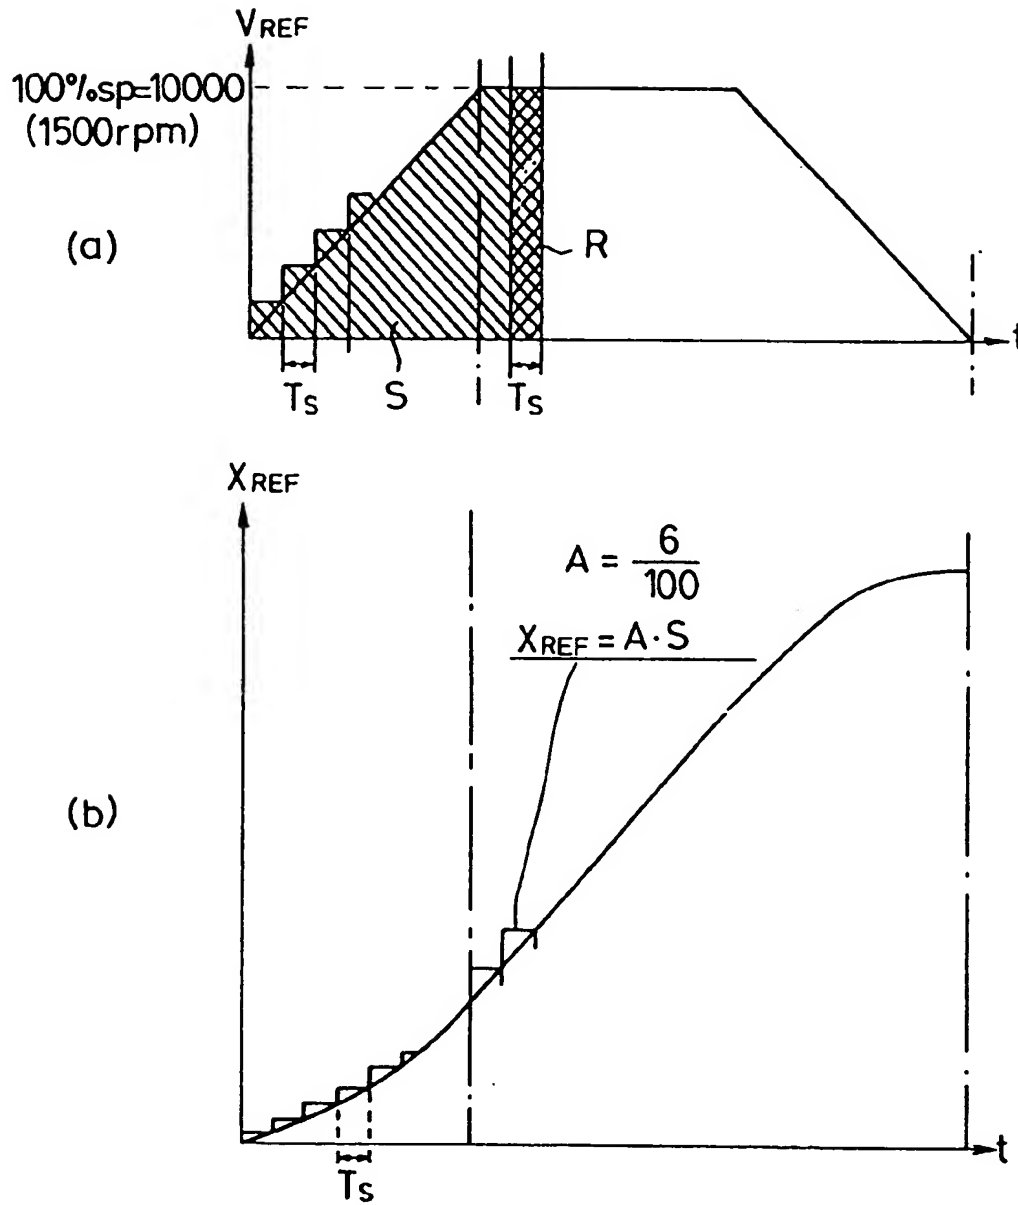 VREF
100%sp=10000
(1500rpm)
(a)
R
t
Ts
S
Ts
XREF
A = 6/100
XREF = A·S
(b)
t
Ts